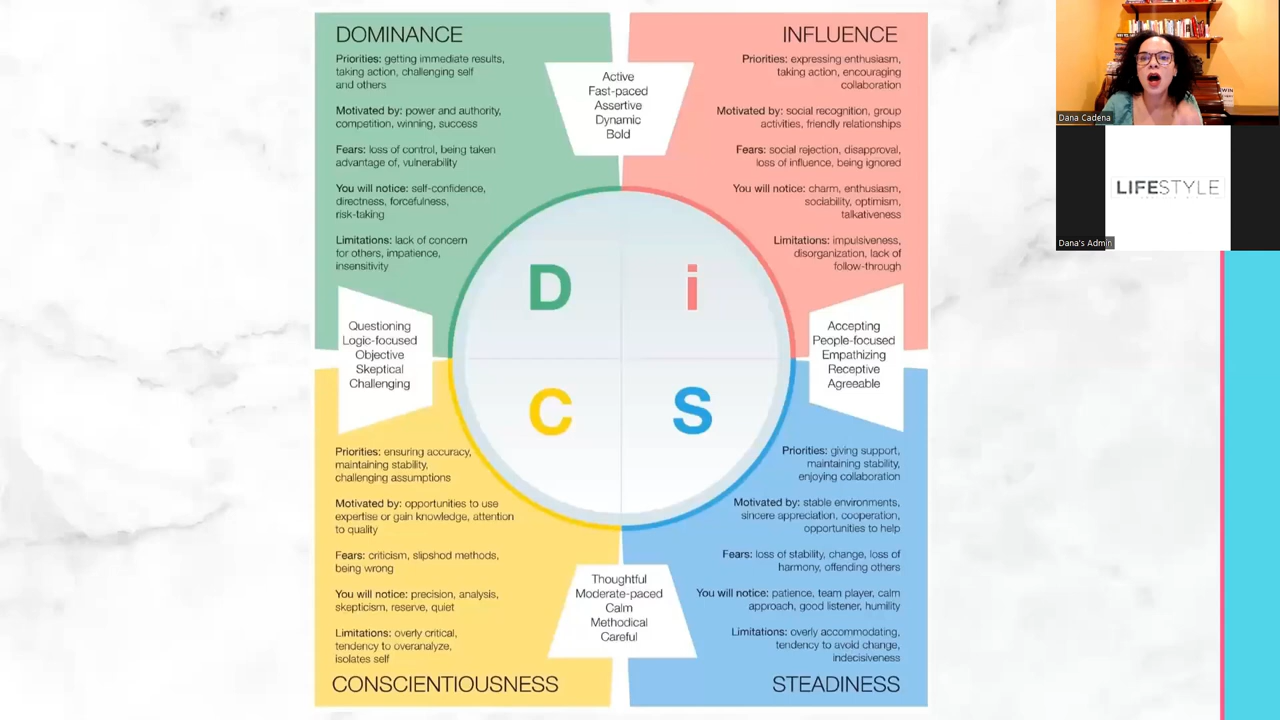 DOMINANCE
Priorities: getting immediate results,
taking action, challenging self
and others
Motivated by: power and authority,
competition, winning, success
Fears: loss of control, being taken
advantage of, vulnerability
You will notice: self-confidence,
directness, forcefulness,
risk-taking
Limitations: lack of concern
for others, impatience,
insensitivity
Active
Fast-paced
Assertive
Dynamic
Bold
INFLUENCE
Priorities: expressing enthusiasm,
taking action, encouraging
collaboration
Motivated by: social recognition, group
activities, friendly relationships
Fears: social rejection, disapproval,
loss of influence, being ignored
You will notice: charm, enthusiasm,
sociability, optimism,
talkativeness
Limitations: impulsiveness,
disorganization, lack of
follow-through
D
i
C
S
Questioning
Logic-focused
Objective
Skeptical
Challenging
Accepting
People-focused
Empathizing
Receptive
Agreeable
Priorities: ensuring accuracy,
maintaining stability,
challenging assumptions
Motivated by: opportunities to use
expertise or gain knowledge, attention
to quality
Fears: criticism, slipshod methods,
being wrong
You will notice: precision, analysis,
skepticism, reserve, quiet
Limitations: overly critical,
tendency to overanalyze,
isolates self
CONSCIENTIOUSNESS
Thoughtful
Moderate-paced
Calm
Methodical
Careful
Priorities: giving support,
maintaining stability,
enjoying collaboration
Motivated by: stable environments,
sincere appreciation, cooperation,
opportunities to help
Fears: loss of stability, change, loss of
harmony, offending others
You will notice: patience, team player, calm
approach, good listener, humility
Limitations: overly accommodating,
tendency to avoid change,
indecisiveness
STEADINESS
Dana Cadena
LIFESTYLE
Dana's Admin